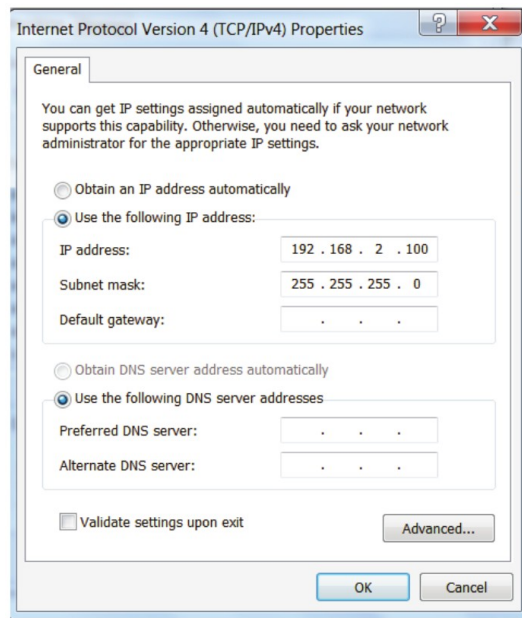 Internet Protocol Version 4 (TCP/IPv4) Properties
?
X
General
You can get IP settings assigned automatically if your network
supports this capability. Otherwise, you need to ask your network
administrator for the appropriate IP settings.
Obtain an IP address automatically
Use the following IP address:
IP address: 192 . 168 . 2 . 100
Subnet mask: 255 . 255 . 255 . 0
Default gateway: . . .
Obtain DNS server address automatically
Use the following DNS server addresses
Preferred DNS server: . . .
Alternate DNS server: . . .
Validate settings upon exit
Advanced...
OK Cancel